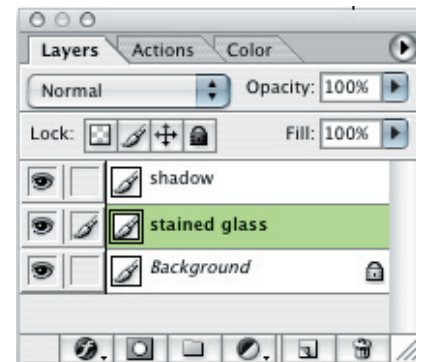 Layers Actions Color
Normal Opacity: 100%
Lock: Fill: 100%
shadow
stained glass
Background